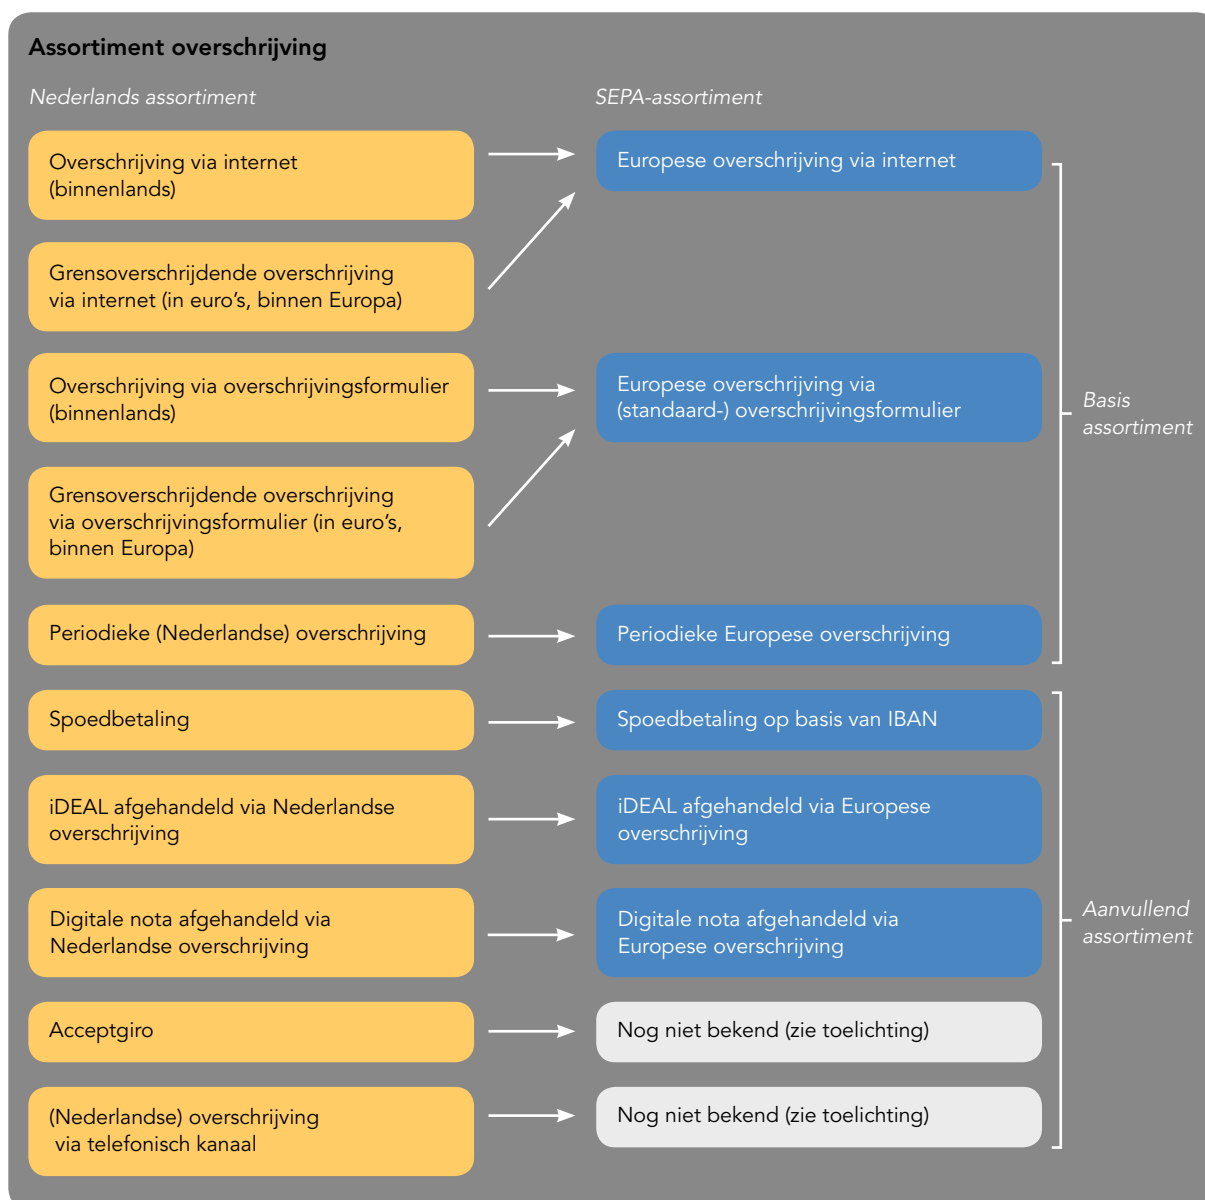 Assortiment overschrijving
Nederlands assortiment
SEPA-assortiment
Overschrijving via internet
(binnenlands)
Europese overschrijving via internet
Grensoverschrijdende overschrijving
via internet (in euro’s, binnen Europa)
Overschrijving via overschrijvingsformulier
(binnenlands)
Europese overschrijving via
(standaard-) overschrijvingsformulier
Grensoverschrijdende overschrijving
via overschrijvingsformulier (in euro’s,
binnen Europa)
Periodieke (Nederlandse) overschrijving
Periodieke Europese overschrijving
Basis
assortiment
Spoedbetaling
Spoedbetaling op basis van IBAN
iDEAL afgehandeld via Nederlandse
overschrijving
iDEAL afgehandeld via Europese
overschrijving
Digitale nota afgehandeld via
Nederlandse overschrijving
Digitale nota afgehandeld via
Europese overschrijving
Acceptgiro
Nog niet bekend (zie toelichting)
(Nederlandse) overschrijving
via telefonisch kanaal
Nog niet bekend (zie toelichting)
Aanvullend
assortiment